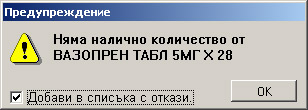 Предупреждение
Няма налично количество от
ВАЗОПРЕН ТАБЛ 5МГ X 28
Добави в списъка с откази.
OK